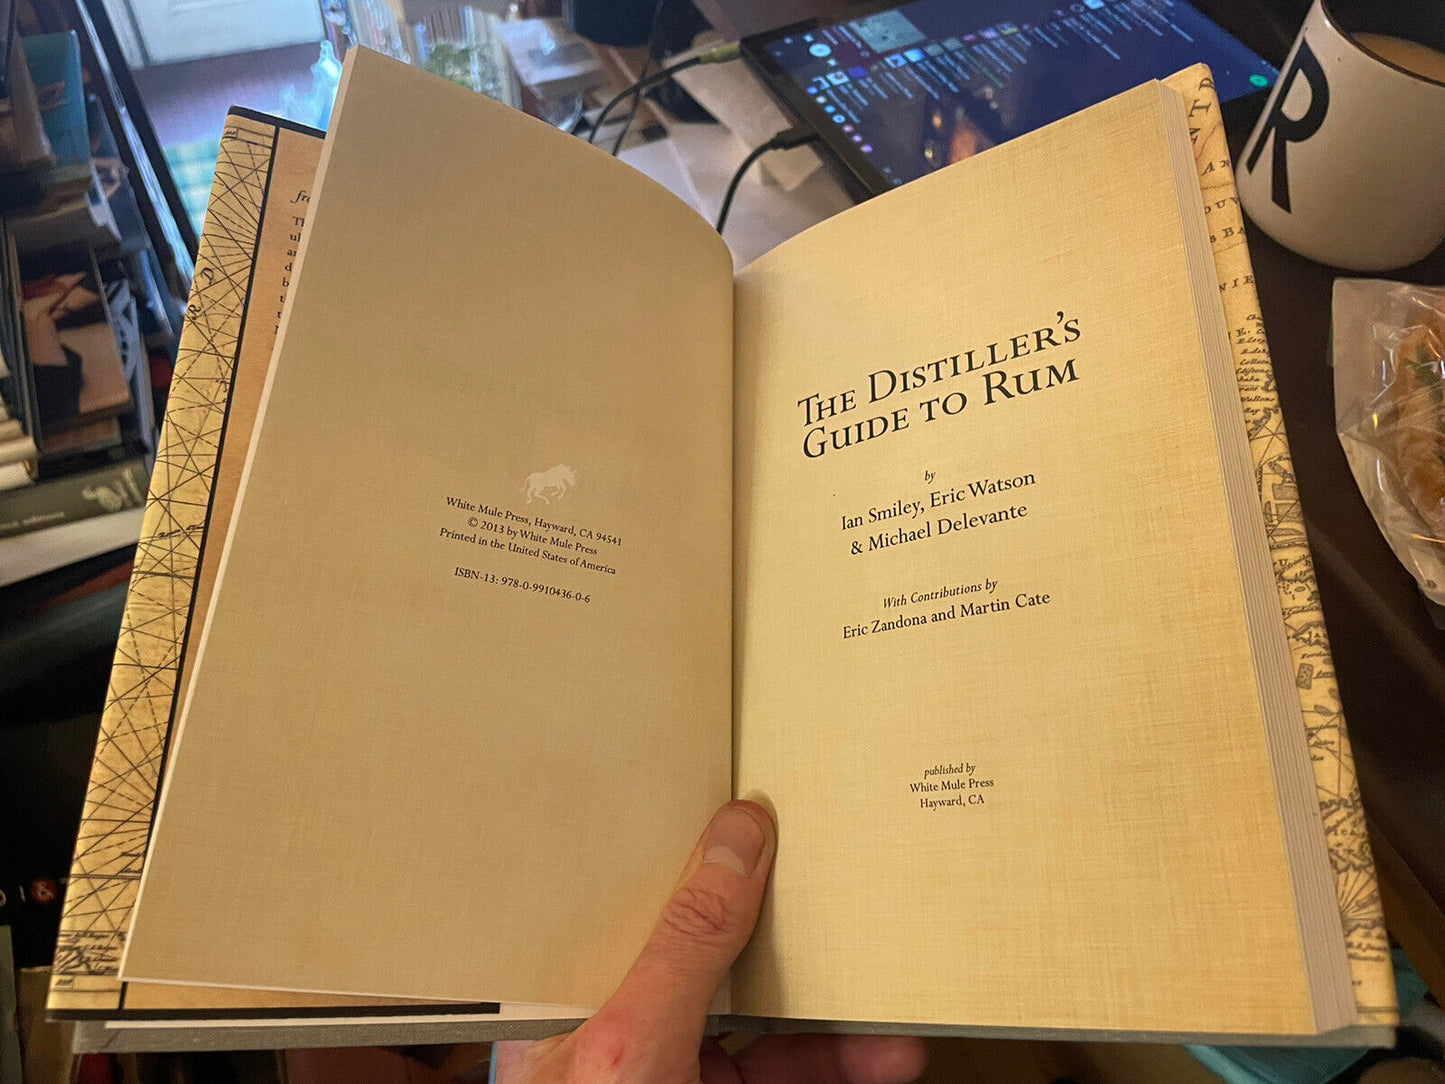 White Mule Press, Hayward, CA 94541
© 2013 by White Mule Press
Printed in the United States of America
ISBN-13: 978-0-9910436-0-6
The Distiller's
Guide to Rum
by
Ian Smiley, Eric Watson
& Michael Delevante
With Contributions by
Eric Zandona and Martin Cate
published by
White Mule Press
Hayward, CA
R